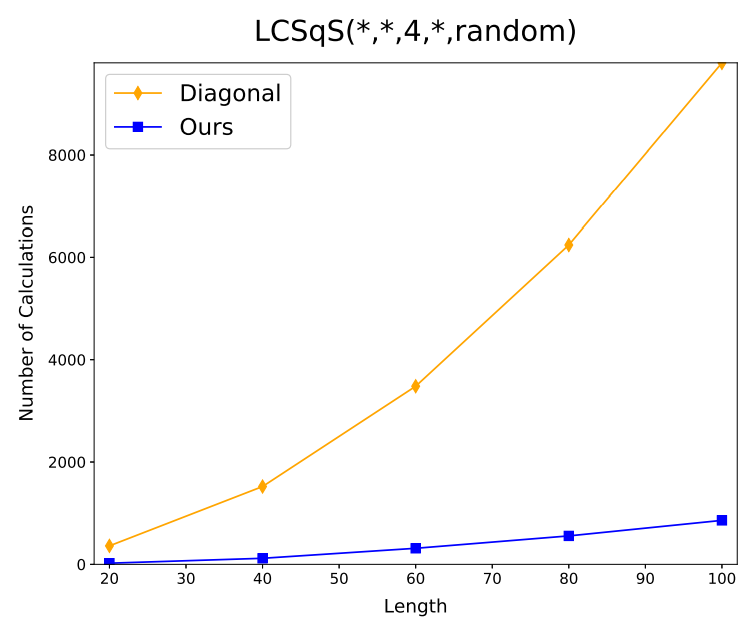 LCSqS(*,*,4,*,random)
Diagonal
Ours
8000
6000
4000
2000
0
Number of Calculations
20 30 40 50 60 70 80 90 100
Length